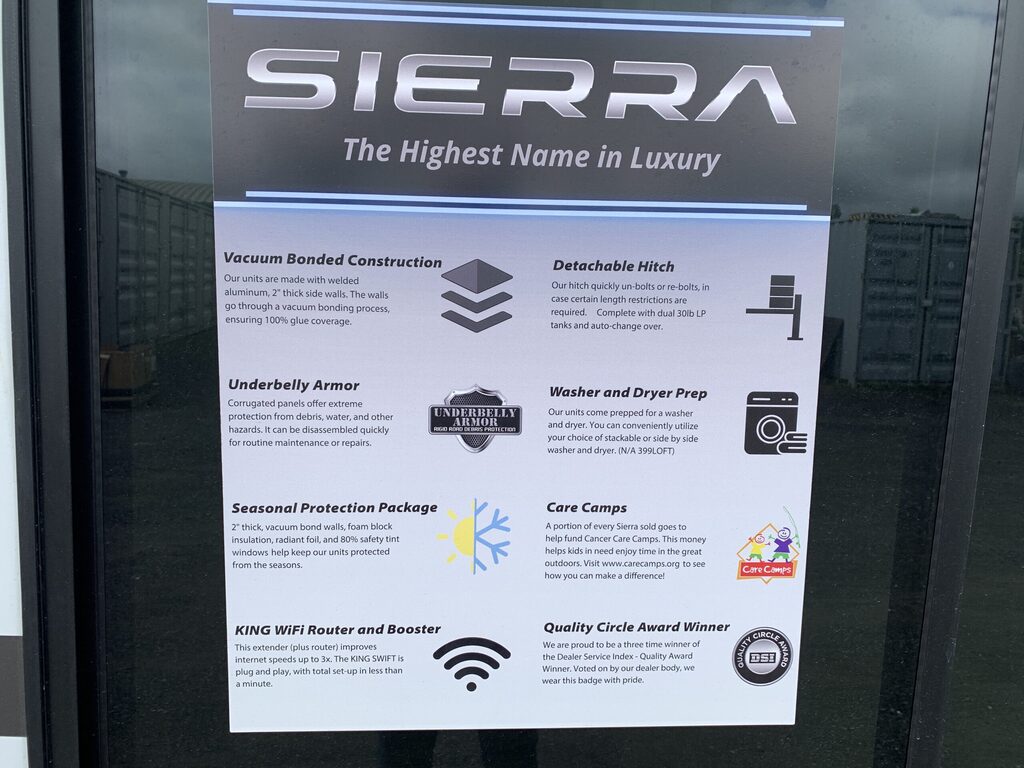 SIERRA
The Highest Name in Luxury
Vacuum Bonded Construction
Our units are made with welded
aluminum, 2" thick side walls. The walls
go through a vacuum bonding process,
ensuring 100% glue coverage.
Underbelly Armor
Corrugated panels offer extreme
protection from debris, water, and other
hazards. It can be disassembled quickly
for routine maintenance or repairs.
UNDERBELLY
ARMOR
RIGID ROAD DEBRIS PROTECTION
Seasonal Protection Package
2" thick, vacuum bond walls, foam block
insulation, radiant foil, and 80% safety tint
windows help keep our units protected
from the seasons.
KING WiFi Router and Booster
This extender (plus router) improves
internet speeds up to 3x. The KING SWIFT is
plug and play, with total set-up in less than
a minute.
Detachable Hitch
Our hitch quickly un-bolts or re-bolts, in
case certain length restrictions are
required. Complete with dual 30lb LP
tanks and auto-change over.
Washer and Dryer Prep
Our units come prepped for a washer
and dryer. You can conveniently utilize
your choice of stackable or side by side
washer and dryer. (N/A 399LOFT)
Care Camps
A portion of every Sierra sold goes to
help fund Cancer Care Camps. This money
helps kids in need enjoy time in the great
outdoors. Visit www.carecamps.org to see
how you can make a difference!
Care Camps
Quality Circle Award Winner
We are proud to be a three time winner of
the Dealer Service Index - Quality Award
Winner. Voted on by our dealer body, we
wear this badge with pride.
QUALITY CIRCLE AWARD
DSI